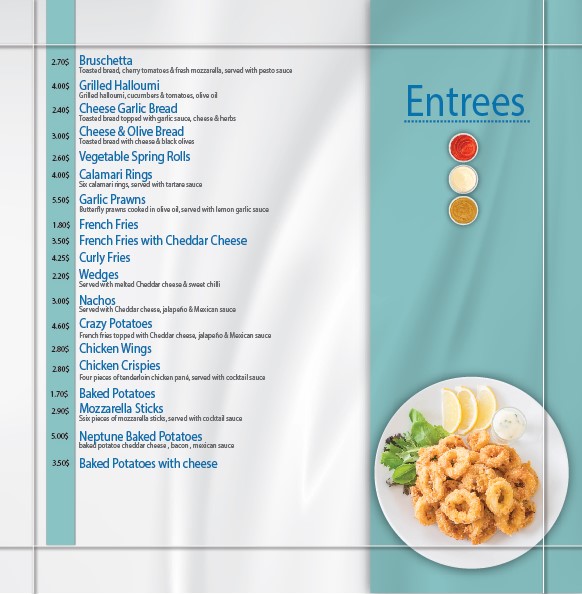 Entrees
2.70$ Bruschetta
Toasted bread, cherry tomatoes & fresh mozzarella, served with pesto sauce
4.00$ Grilled Halloumi
Grilled halloumi, cucumbers & tomatoes, olive oil
2.40$ Cheese Garlic Bread
Toasted bread topped with garlic sauce, cheese & herbs
3.00$ Cheese & Olive Bread
Toasted bread with cheese & black olives
2.60$ Vegetable Spring Rolls
4.00$ Calamari Rings
Six calamari rings, served with tartare sauce
5.50$ Garlic Prawns
Butterfly prawns cooked in olive oil, served with lemon garlic sauce
1.80$ French Fries
3.50$ French Fries with Cheddar Cheese
4.25$ Curly Fries
2.20$ Wedges
Served with melted Cheddar cheese & sweet chilli
3.00$ Nachos
Served with Cheddar cheese, jalapeño & Mexican sauce
4.60$ Crazy Potatoes
French fries topped with Cheddar cheese, jalapeño & Mexican sauce
2.80$ Chicken Wings
2.80$ Chicken Crispies
Four pieces of tenderloin chicken pané, served with cocktail sauce
1.70$ Baked Potatoes
2.90$ Mozzarella Sticks
Ssix pieces of mozzarella sticks, served with cocktail sauce
5.00$ Neptune Baked Potatoes
baked potatoe cheddar cheese , bacon , mexican sauce
3.50$ Baked Potatoes with cheese